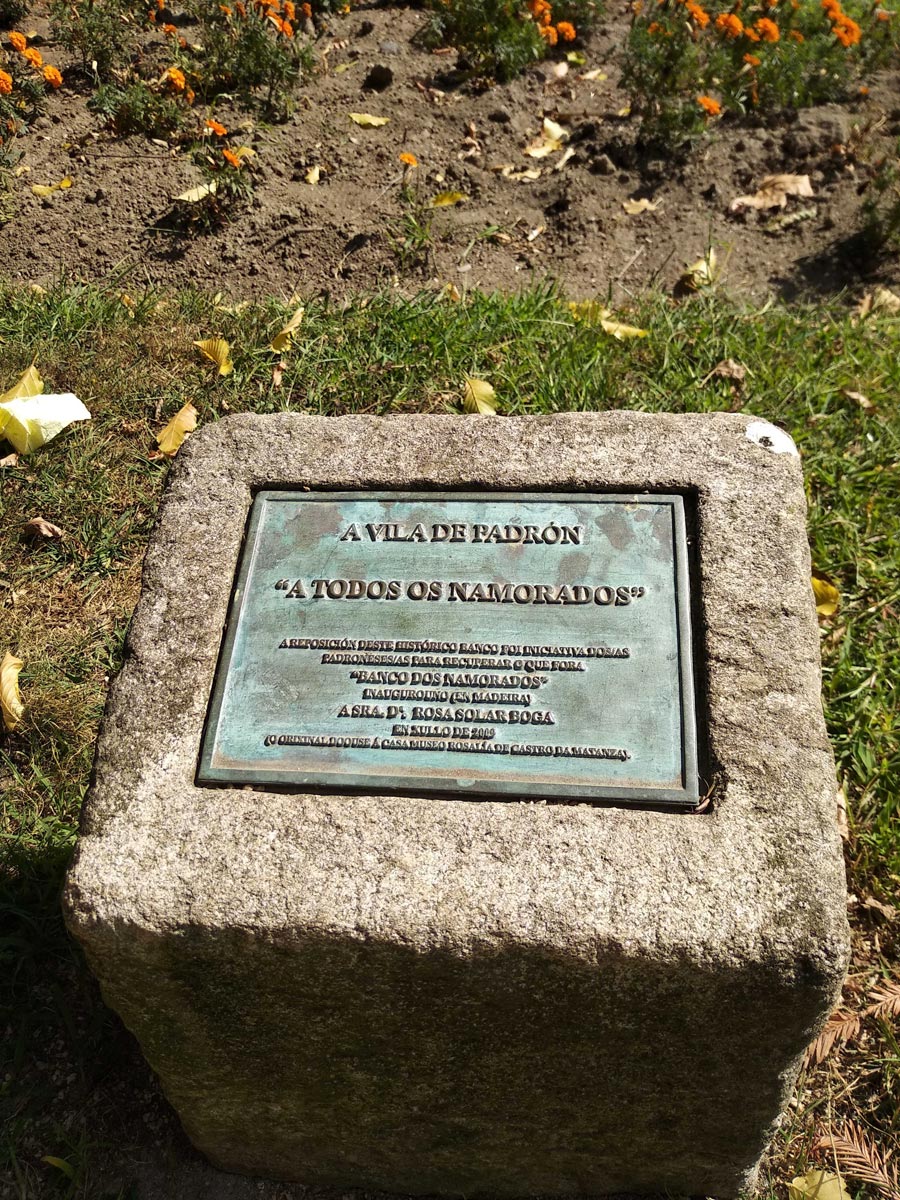 A VILA DE PADRÓN
“A TODOS OS NAMORADOS”
A REPOSICIÓN DESTE HISTÓRICO BANCO FOI INICIATIVA DOS/AS
PADRONESES/AS PARA RECUPERAR O QUE FORA
“BANCO DOS NAMORADOS”
INAUGUROUNO (EN MADEIRA)
A SRA. Dª. ROSA SOLAR BOGA
EN XULLO DE
(O ORIXINAL DOOUSE Á CASA MUSEO ROSALÍA DE CASTRO DA MATANZA).